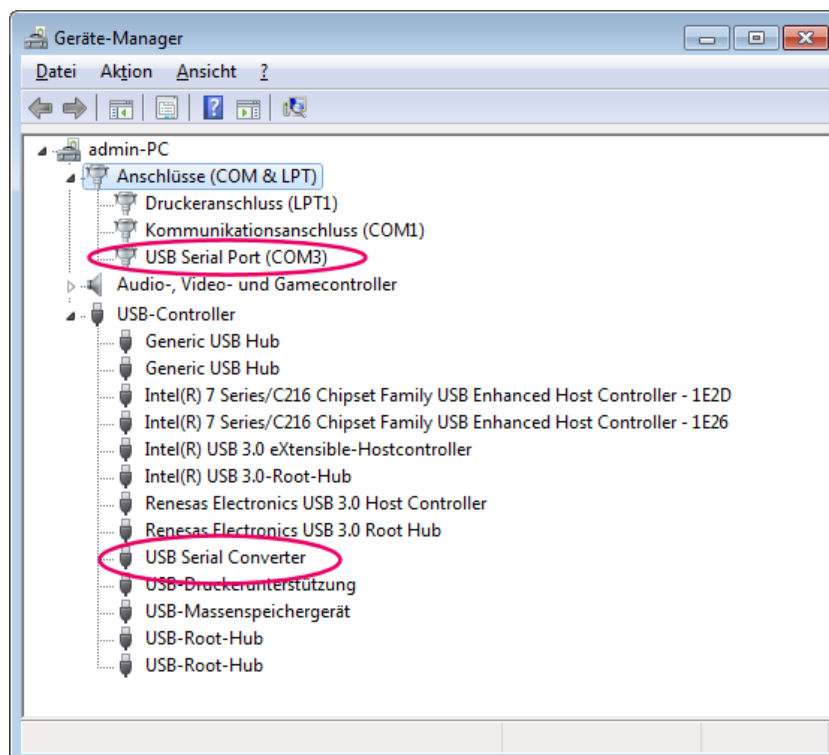 Geräte-Manager
Datei Aktion Ansicht ?
admin-PC
Anschlüsse (COM & LPT)
Druckeranschluss (LPT1)
Kommunikationsanschluss (COM1)
USB Serial Port (COM3)
Audio-, Video- und Gamecontroller
USB-Controller
Generic USB Hub
Generic USB Hub
Intel(R) 7 Series/C216 Chipset Family USB Enhanced Host Controller - 1E2D
Intel(R) 7 Series/C216 Chipset Family USB Enhanced Host Controller - 1E26
Intel(R) USB 3.0 eXtensible-Hostcontroller
Intel(R) USB 3.0-Root-Hub
Renesas Electronics USB 3.0 Host Controller
Renesas Electronics USB 3.0 Root Hub
USB Serial Converter
USB-Druckerunterstützung
USB-Massenspeichergerät
USB-Root-Hub
USB-Root-Hub